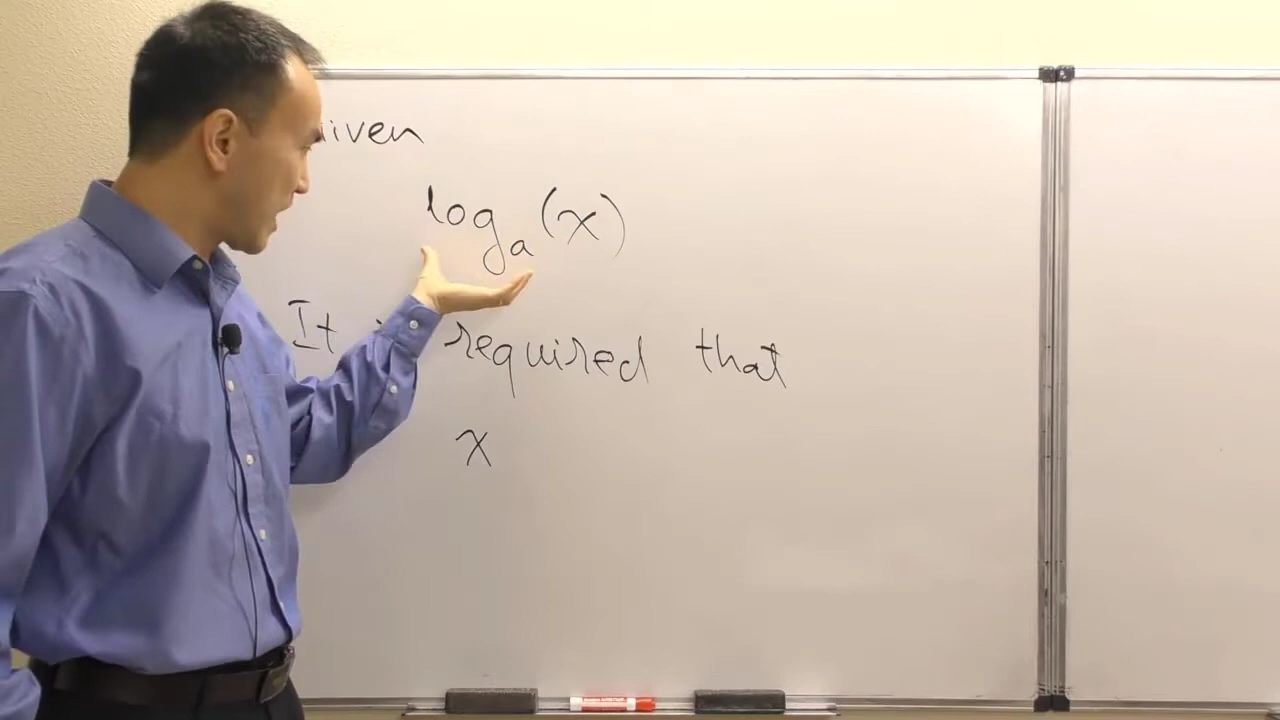 Given
log_a(x)
It is required that
x